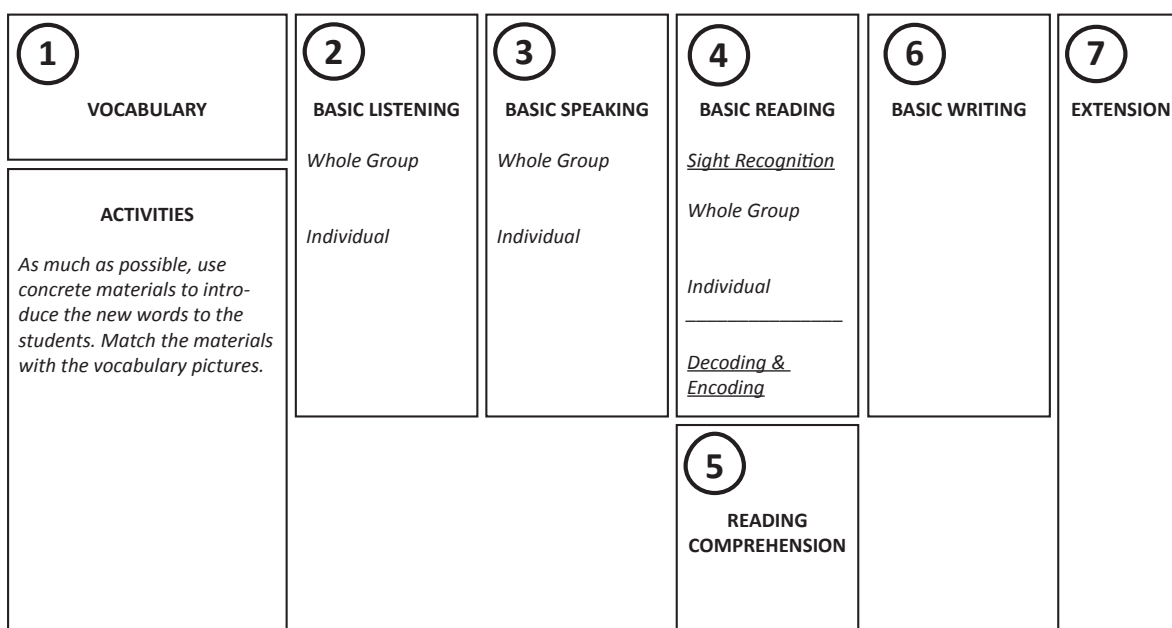 1
VOCABULARY
ACTIVITIES
As much as possible, use
concrete materials to intro-
duce the new words to the
students. Match the materials
with the vocabulary pictures.
2
BASIC LISTENING
Whole Group
Individual
3
BASIC SPEAKING
Whole Group
Individual
4
BASIC READING
Sight Recognition
Whole Group
Individual
_______________
Decoding &
Encoding
5
READING
COMPREHENSION
6
BASIC WRITING
7
EXTENSION